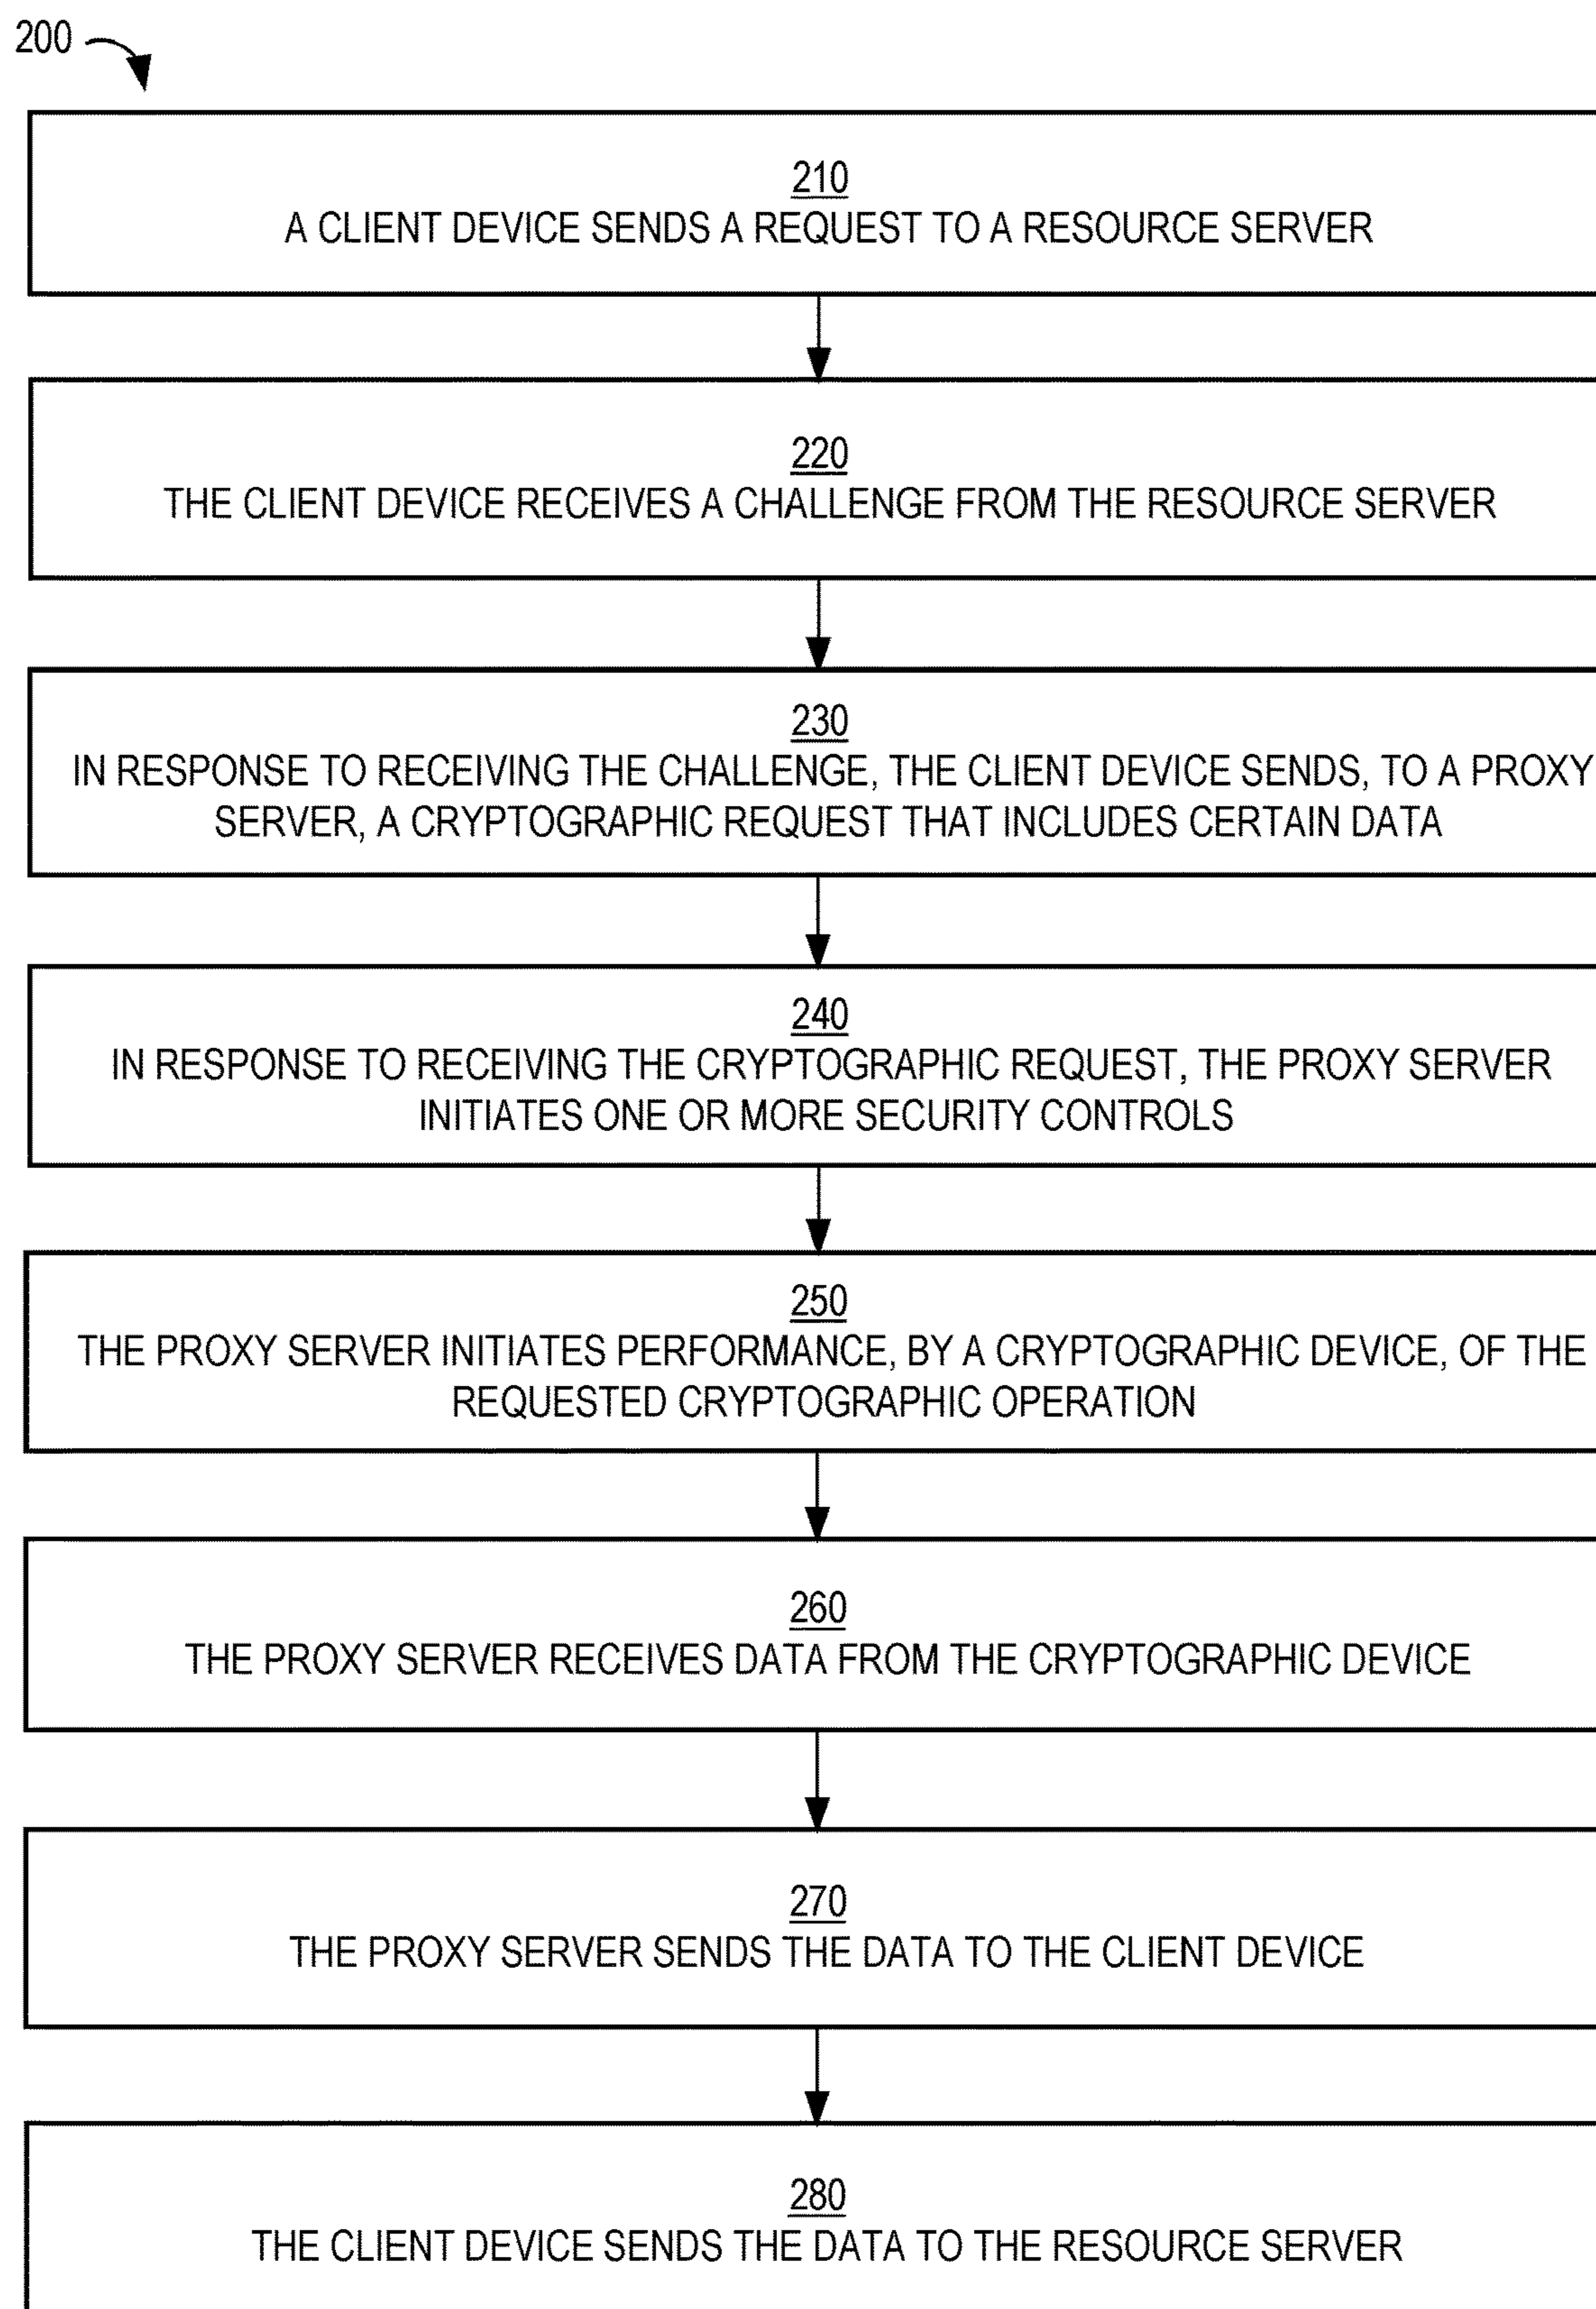 200
210
A CLIENT DEVICE SENDS A REQUEST TO A RESOURCE SERVER
220
THE CLIENT DEVICE RECEIVES A CHALLENGE FROM THE RESOURCE SERVER
230
IN RESPONSE TO RECEIVING THE CHALLENGE, THE CLIENT DEVICE SENDS, TO A PROXY
SERVER, A CRYPTOGRAPHIC REQUEST THAT INCLUDES CERTAIN DATA
240
IN RESPONSE TO RECEIVING THE CRYPTOGRAPHIC REQUEST, THE PROXY SERVER
INITIATES ONE OR MORE SECURITY CONTROLS
250
THE PROXY SERVER INITIATES PERFORMANCE, BY A CRYPTOGRAPHIC DEVICE, OF THE
REQUESTED CRYPTOGRAPHIC OPERATION
260
THE PROXY SERVER RECEIVES DATA FROM THE CRYPTOGRAPHIC DEVICE
270
THE PROXY SERVER SENDS THE DATA TO THE CLIENT DEVICE
280
THE CLIENT DEVICE SENDS THE DATA TO THE RESOURCE SERVER